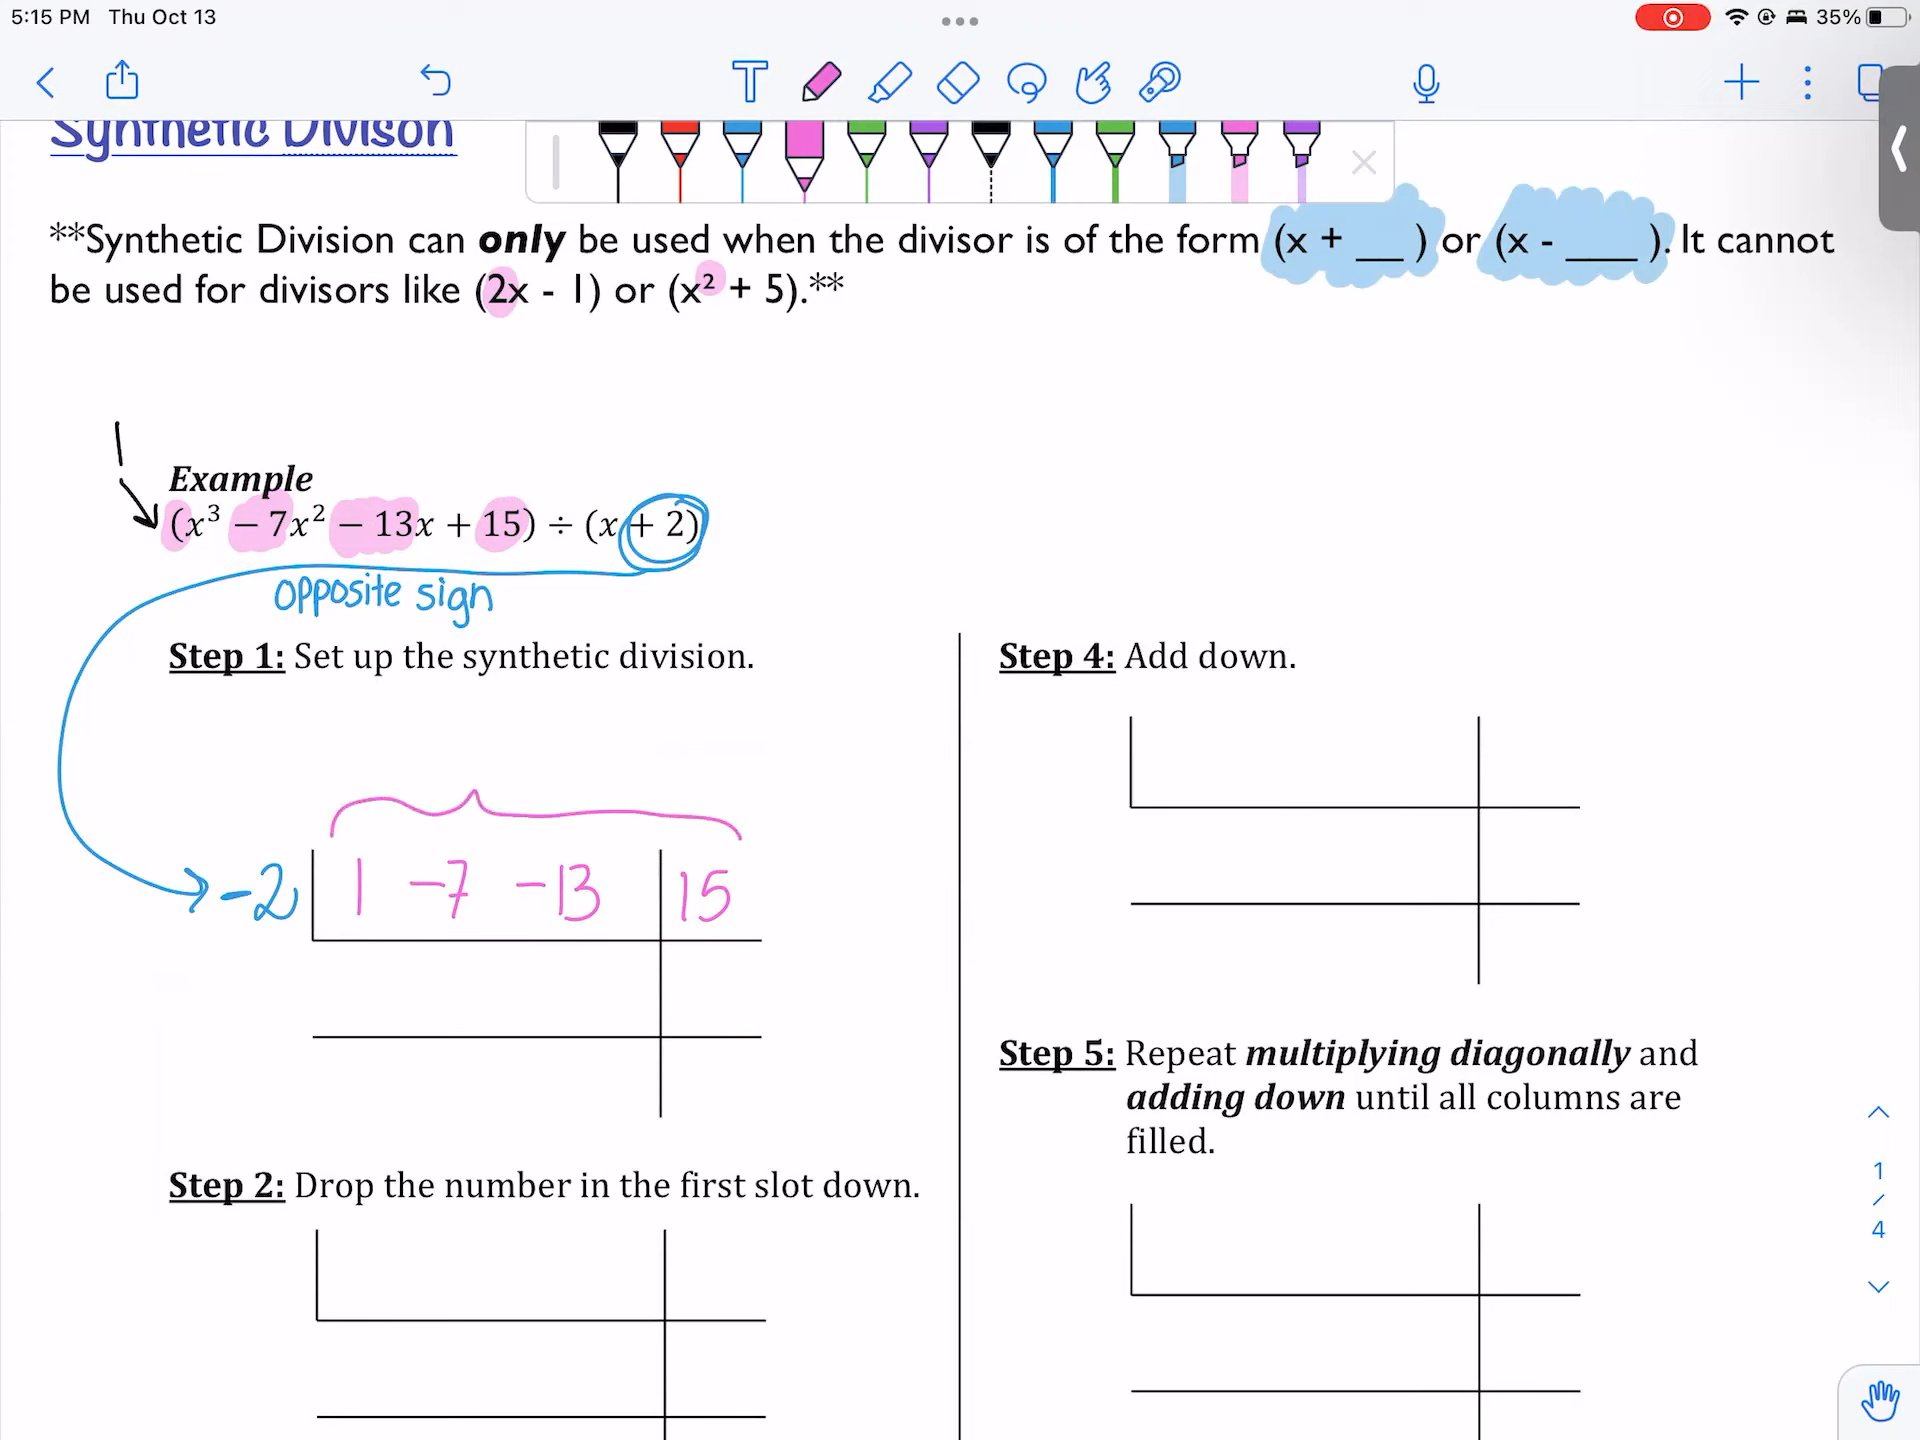 5:15 PM Thu Oct 13
35%
Synthetic Divison
**Synthetic Division can only be used when the divisor is of the form (x + __ ) or (x - ___ ). It cannot
be used for divisors like (2x - 1) or (x² + 5).**
1
Example
(x³ − 7x² − 13x + 15) ÷ (x + 2)
opposite sign
Step 1: Set up the synthetic division.
-2 1 -7 -13 15
Step 2: Drop the number in the first slot down.
Step 4: Add down.
Step 5: Repeat multiplying diagonally and
adding down until all columns are
filled.
1
/
4